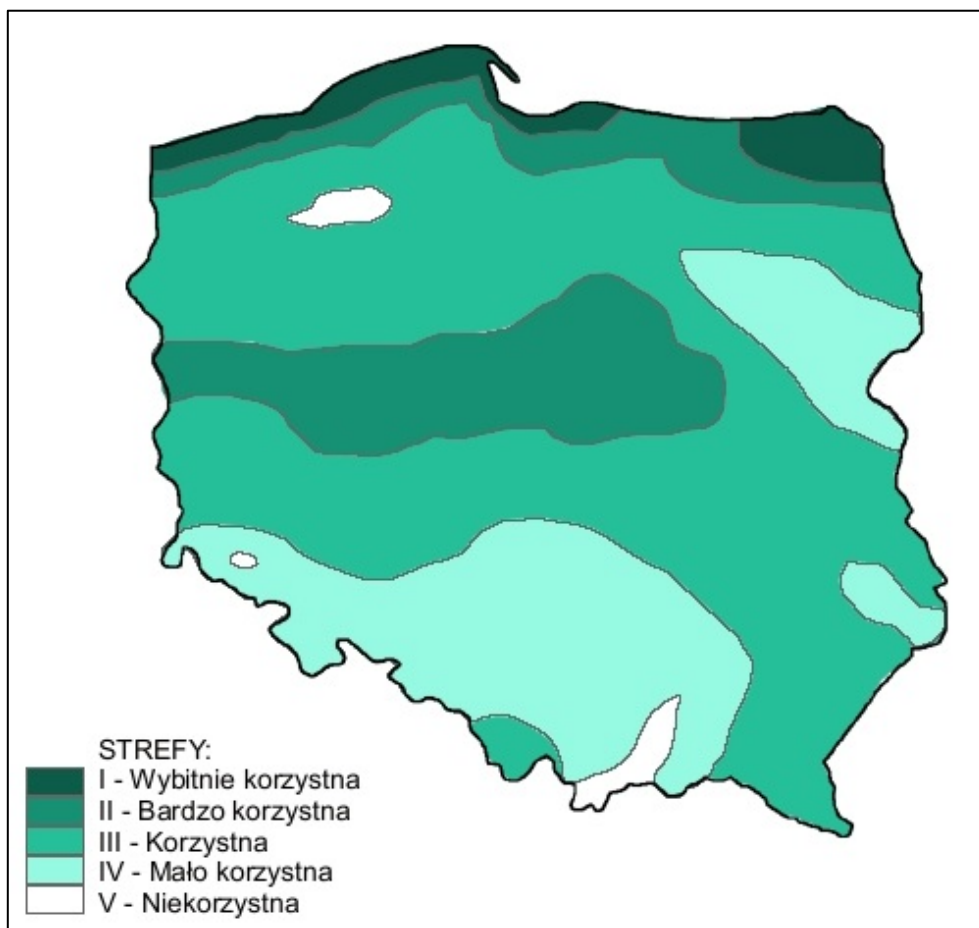 STREFY:
I - Wybitnie korzystna
II - Bardzo korzystna
III - Korzystna
IV - Mało korzystna
V - Niekorzystna